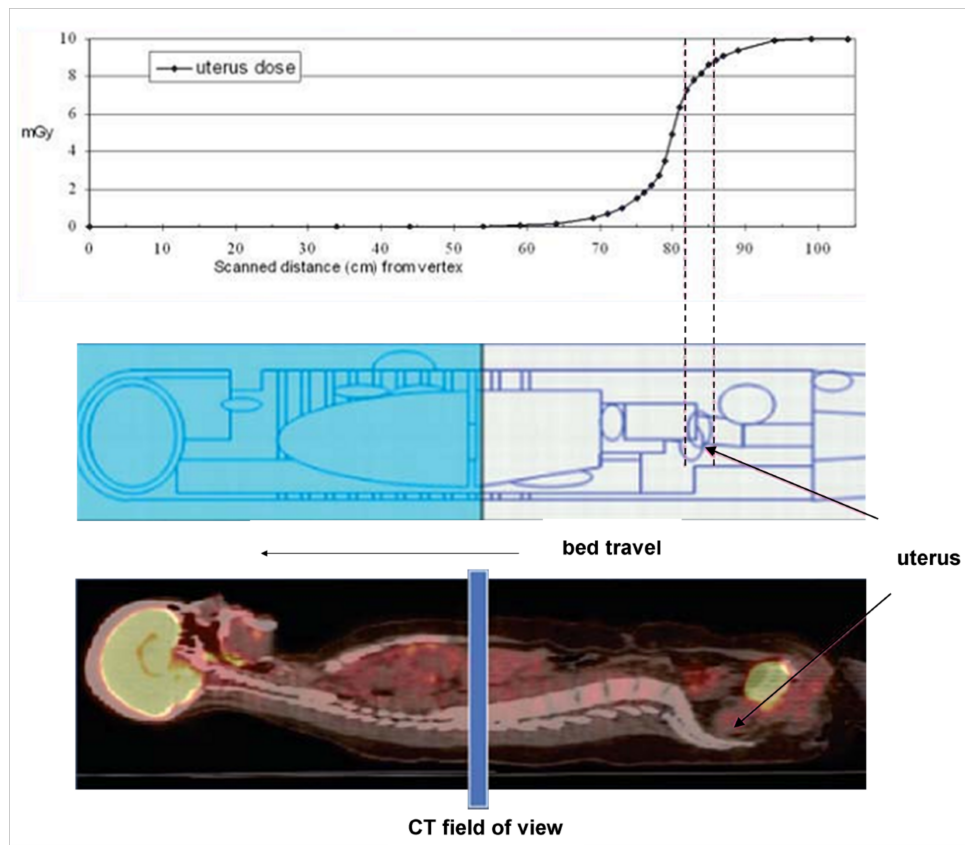 10
uterus dose
8
6
mGy
4
2
0
0 10 20 30 40 50 60 70 80 90 100
Scanned distance (cm) from vertex
bed travel
uterus
CT field of view